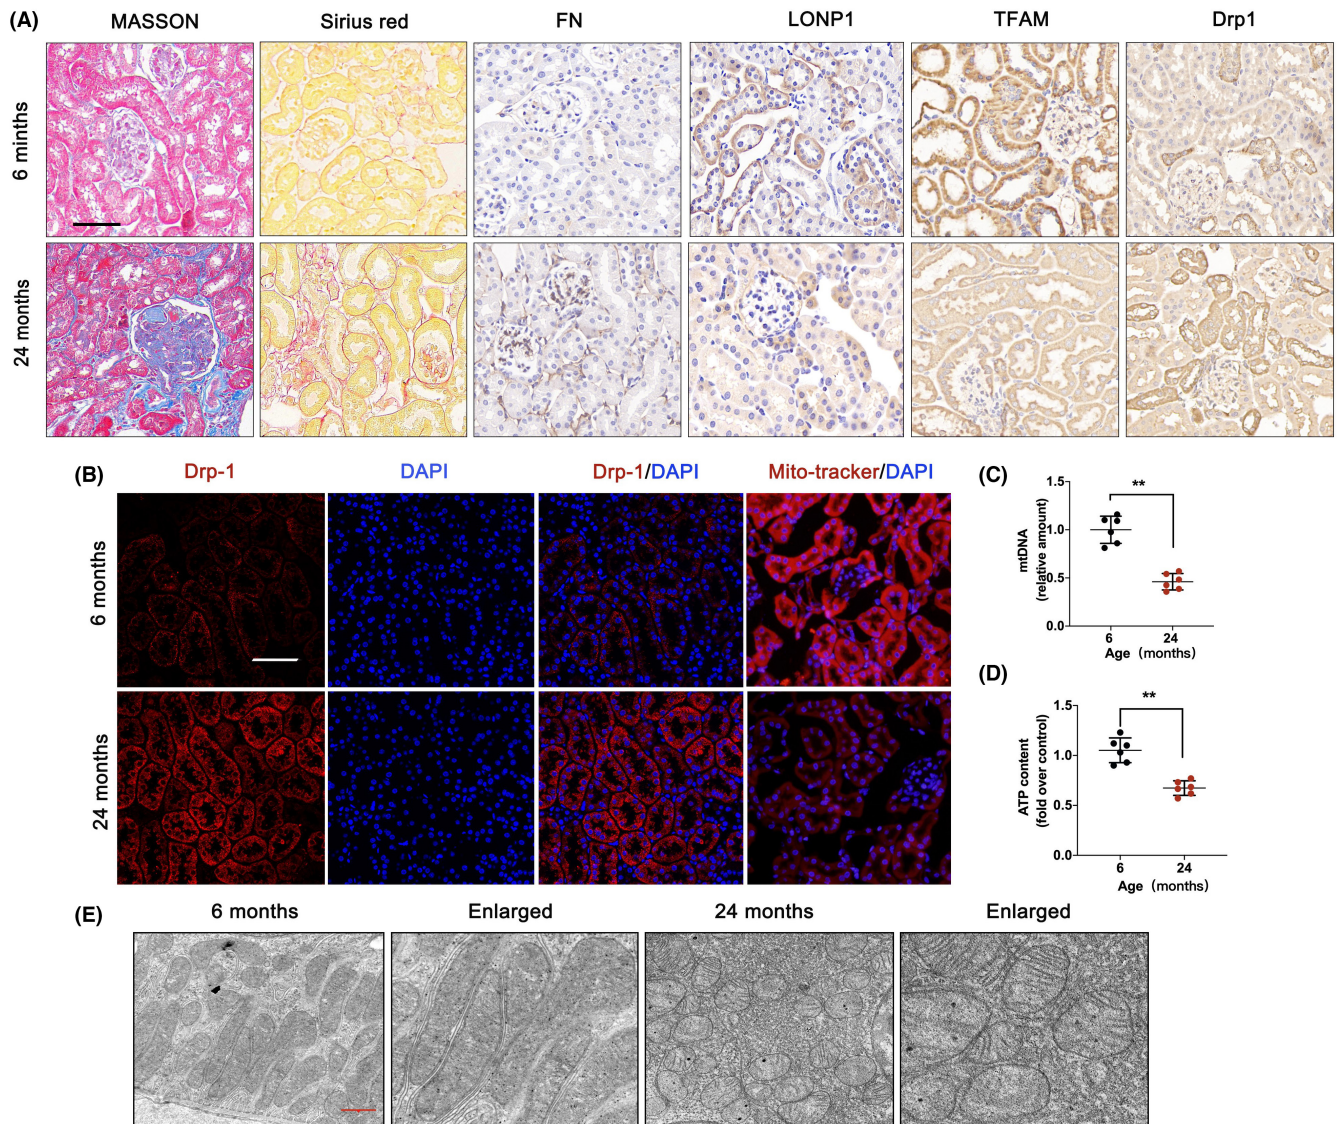 (A) MASSON Sirius red FN LONP1 TFAM Drp1
6 minths
24 months
(B) Drp-1 DAPI Drp-1/DAPI Mito-tracker/DAPI
6 months
24 months
(C)
mtDNA
(relative amount)
1.5
1.0
0.5
0.0
**
6 24
Age (months)
(D)
ATP content
(fold over control)
1.5
1.0
0.5
0.0
**
6 24
Age (months)
(E) 6 months Enlarged 24 months Enlarged